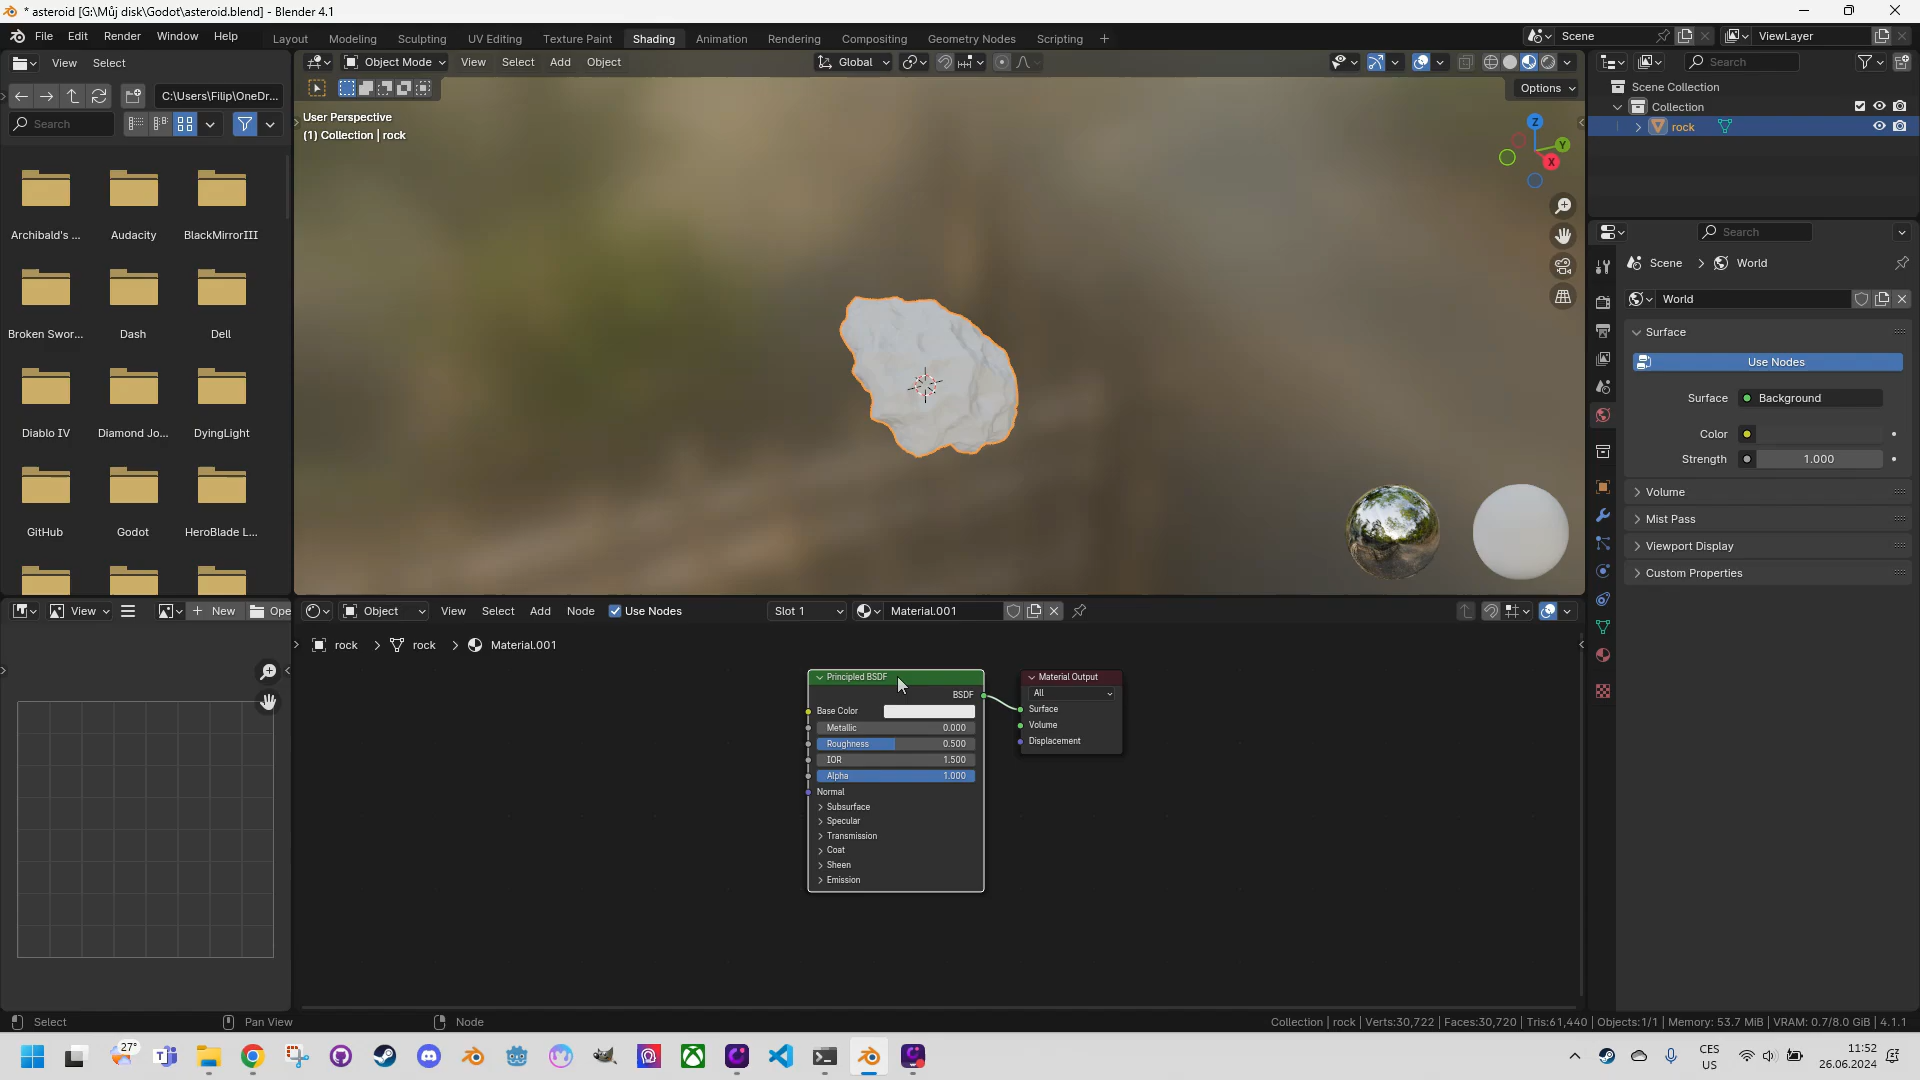 * asteroid [G:\Můj disk\Godot\asteroid.blend] - Blender 4.1
File Edit Render Window Help
Layout Modeling Sculpting UV Editing Texture Paint Shading Animation Rendering Compositing Geometry Nodes Scripting +
Scene
ViewLayer
View Select
C:\Users\Filip\OneDr...
Search
Archibald's ... Audacity BlackMirrorIII
Broken Swor... Dash Dell
Diablo IV Diamond Jo... DyingLight
GitHub Godot HeroBlade L...
Object Mode View Select Add Object
Global
Options
User Perspective
(1) Collection | rock
Z
Y
X
Search
Scene Collection
Collection
rock
Search
Scene > World
World
Surface
Use Nodes
Surface Background
Color
Strength 1.000
Volume
Mist Pass
Viewport Display
Custom Properties
View
+ New
Ope
Object View Select Add Node Use Nodes
Slot 1
Material.001
rock > rock > Material.001
Principled BSDF
BSDF
Base Color
Metallic 0.000
Roughness 0.500
IOR 1.500
Alpha 1.000
Normal
Subsurface
Specular
Transmission
Coat
Sheen
Emission
Material Output
All
Surface
Volume
Displacement
Select
Pan View
Node
Collection | rock | Verts:30,722 | Faces:30,720 | Tris:61,440 | Objects:1/1 | Memory: 53.7 MiB | VRAM: 0.7/8.0 GiB | 4.1.1
27°
CES
US
11:52
26.06.2024